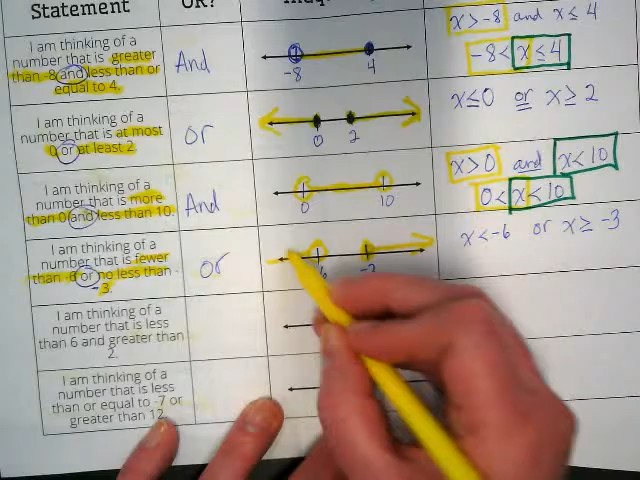 Statement
OR?
I am thinking of a
number that is greater
than -8 and less than or
equal to 4.
And
-8
4
x > -8 and x ≤ 4
-8 < x ≤ 4
I am thinking of a
number that is at most
0 or at least 2
or
0
2
x ≤ 0 or x ≥ 2
I am thinking of a
number that is more
than 0 and less than 10.
And
0
10
x > 0 and x < 10
0 < x < 10
I am thinking of a
number that is fewer
than -6 or no less than
-3.
or
x < -6 or x ≥ -3
I am thinking of a
number that is less
than 6 and greater than
2.
I am thinking of a
number that is less
than or equal to -7 or
greater than 12.